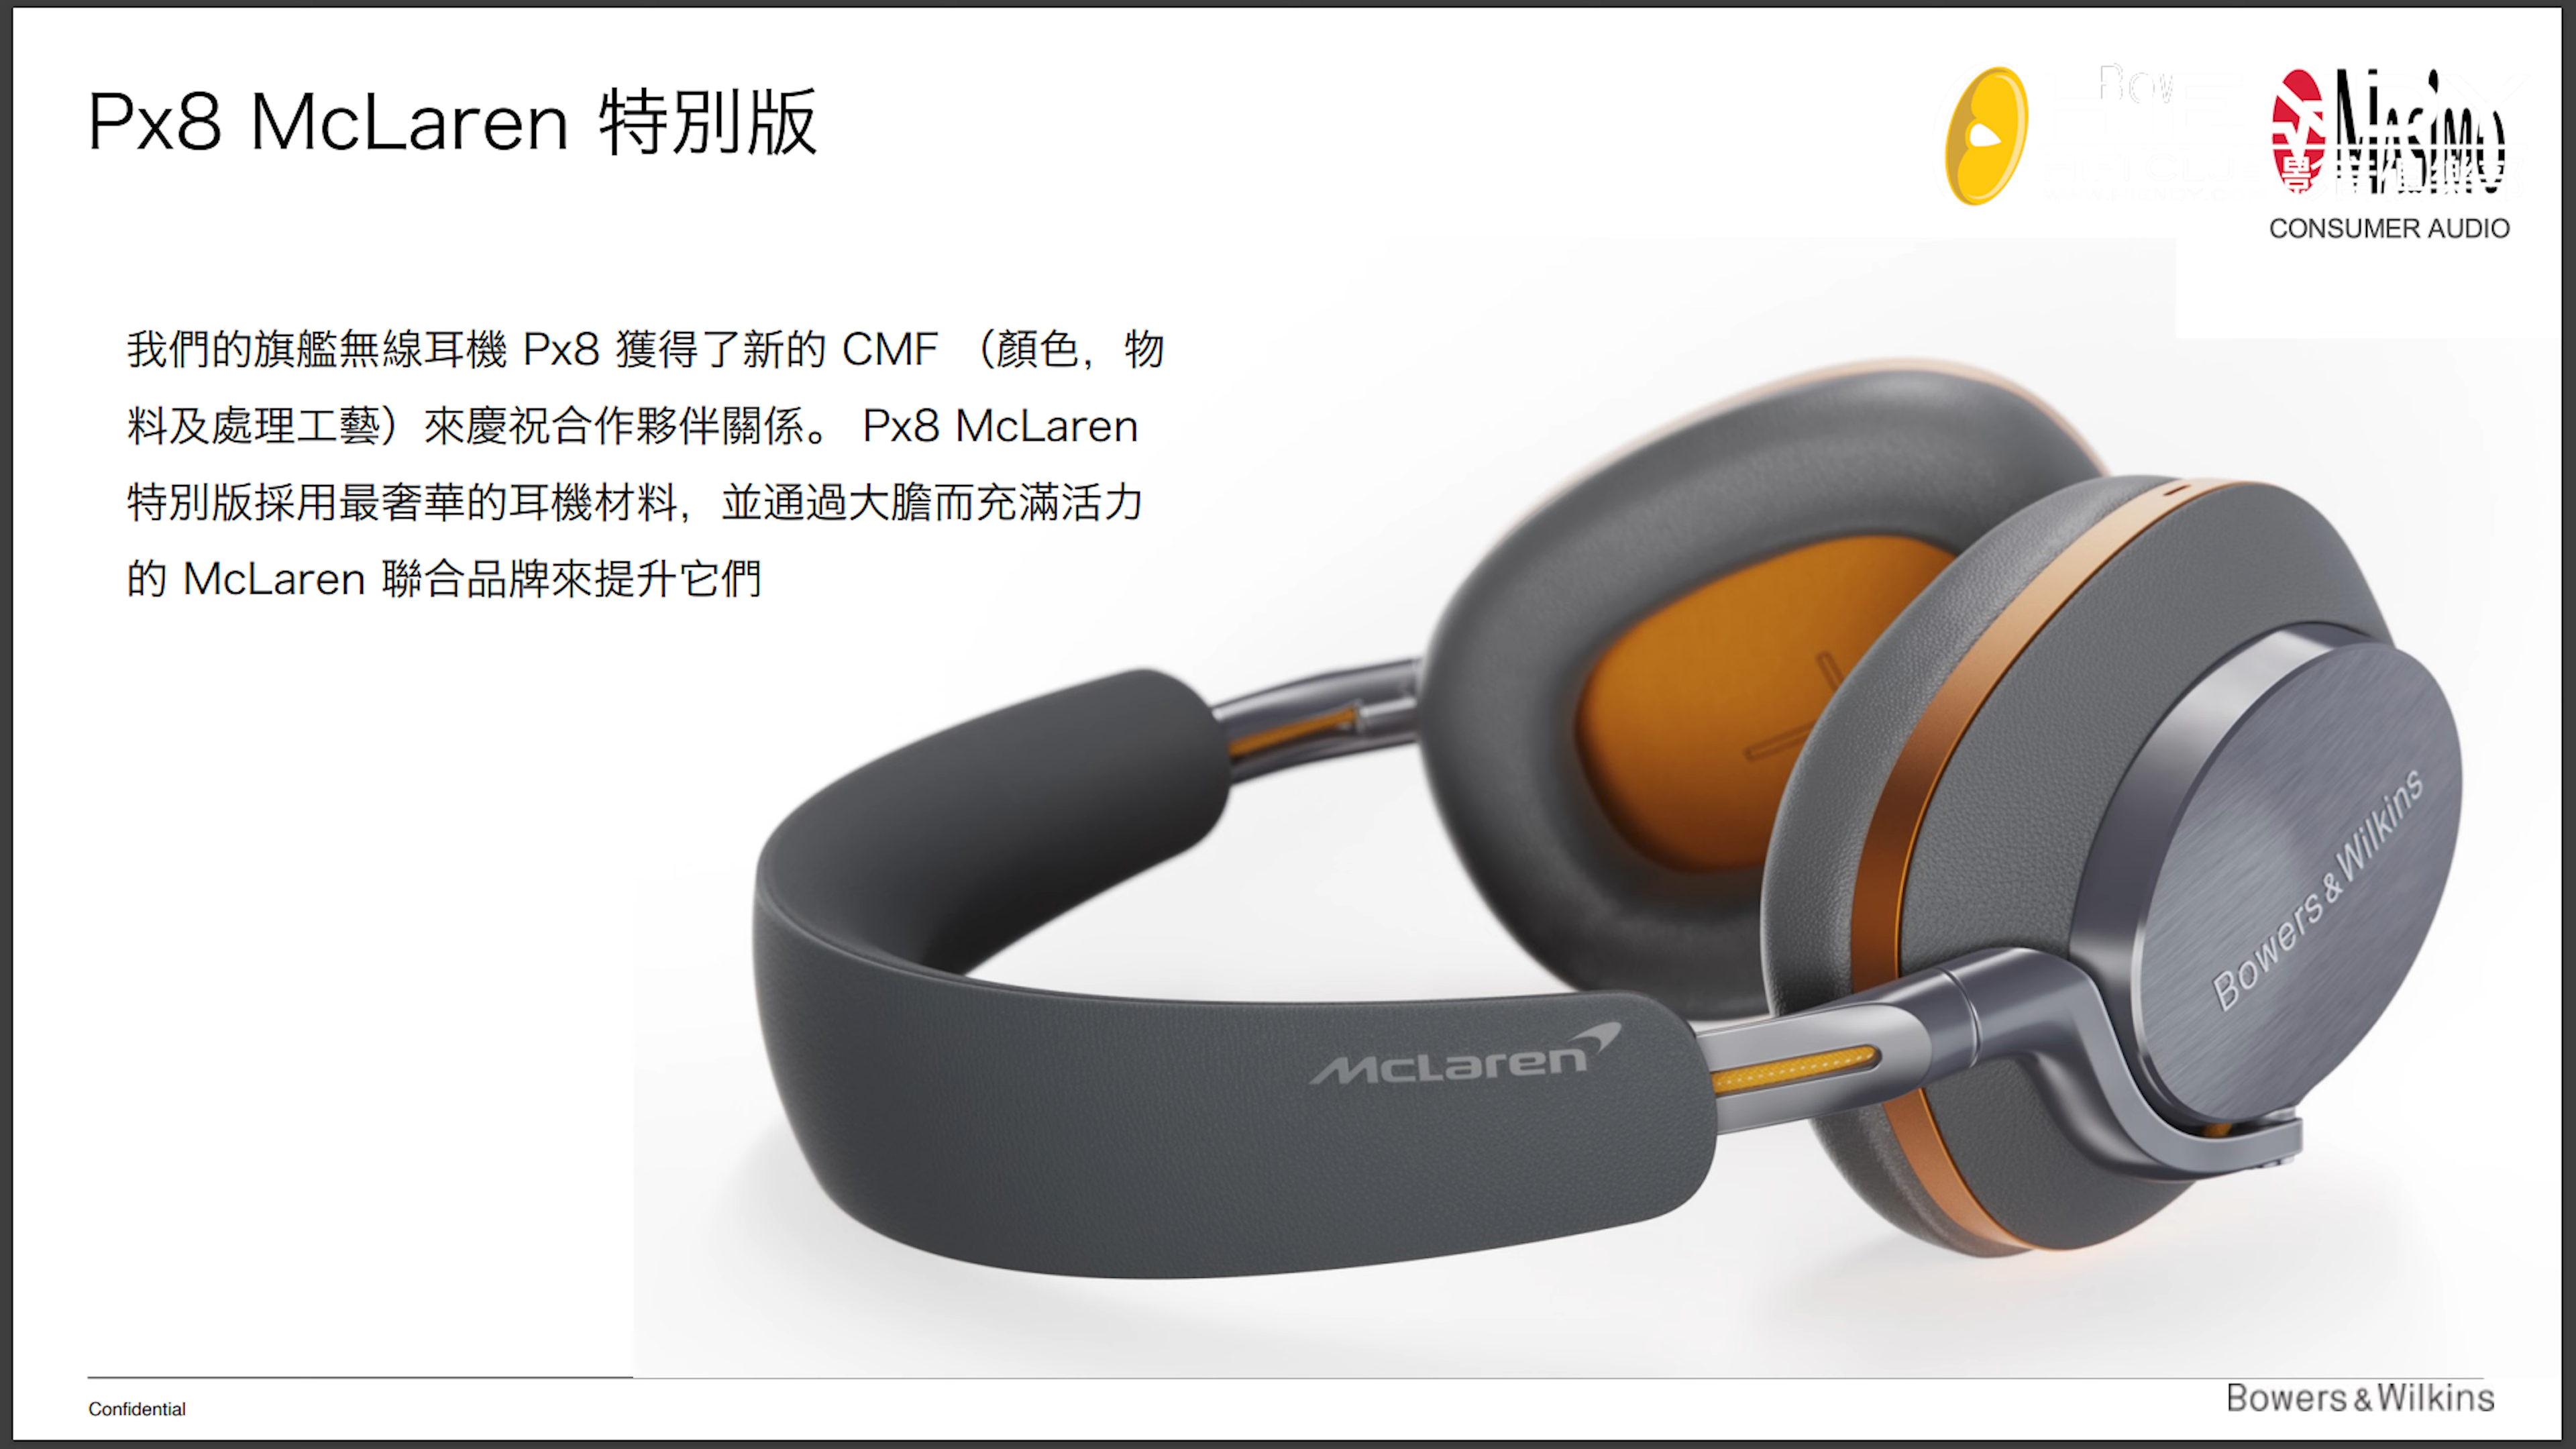 Px8 McLaren 特別版
CONSUMER AUDIO
我們的旗艦無線耳機 Px8 獲得了新的 CMF （顏色，物
料及處理工藝）來慶祝合作夥伴關係。 Px8 McLaren
特別版採用最奢華的耳機材料，並通過大膽而充滿活力
的 McLaren 聯合品牌來提升它們
Bowers & Wilkins
McLaren
Confidential
Bowers & Wilkins